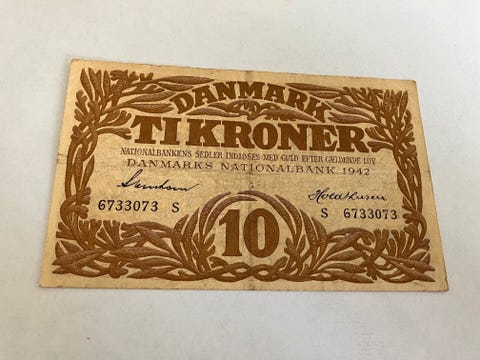 DANMARK
TI KRONER
NATIONALBANKENS SEDLER INDLØSES MED GULD EFTER GÆLDENDE LOV
DANMARKS NATIONALBANK 1942
6733073 S
S 6733073
10